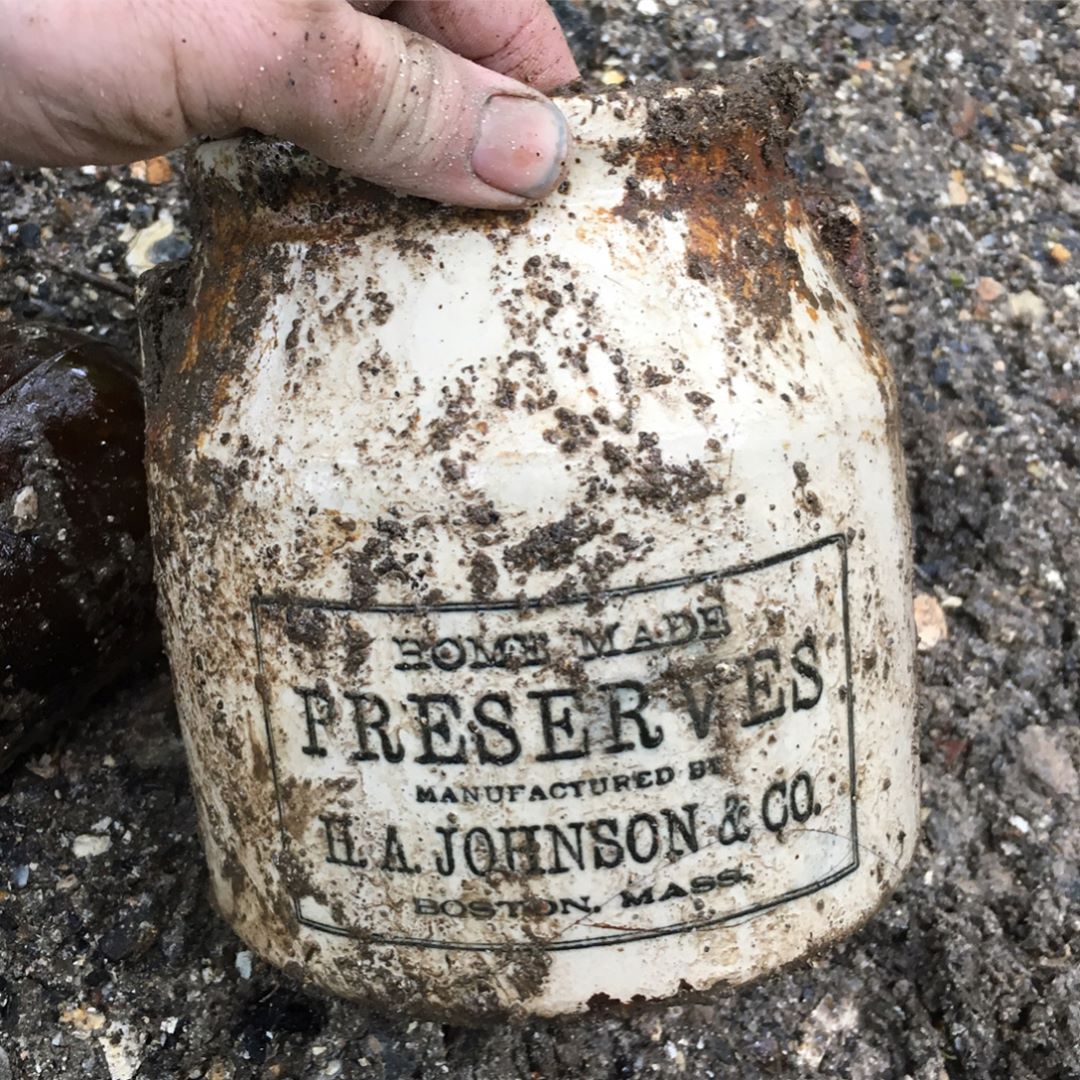 HOME MADE
PRESERVES
MANUFACTURED BY
H. A. JOHNSON & CO.
BOSTON, MASS.